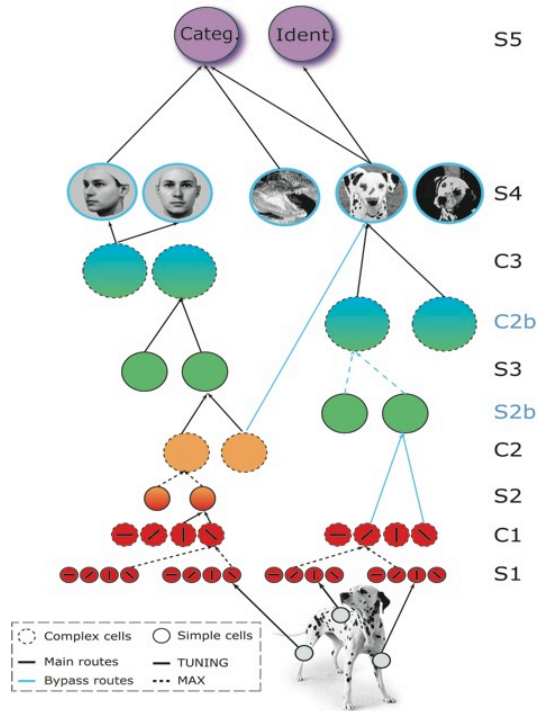 Categ. Ident. S5
S4
C3
C2b
S3
S2b
C2
S2
C1
S1
Complex cells Simple cells
Main routes TUNING
Bypass routes MAX